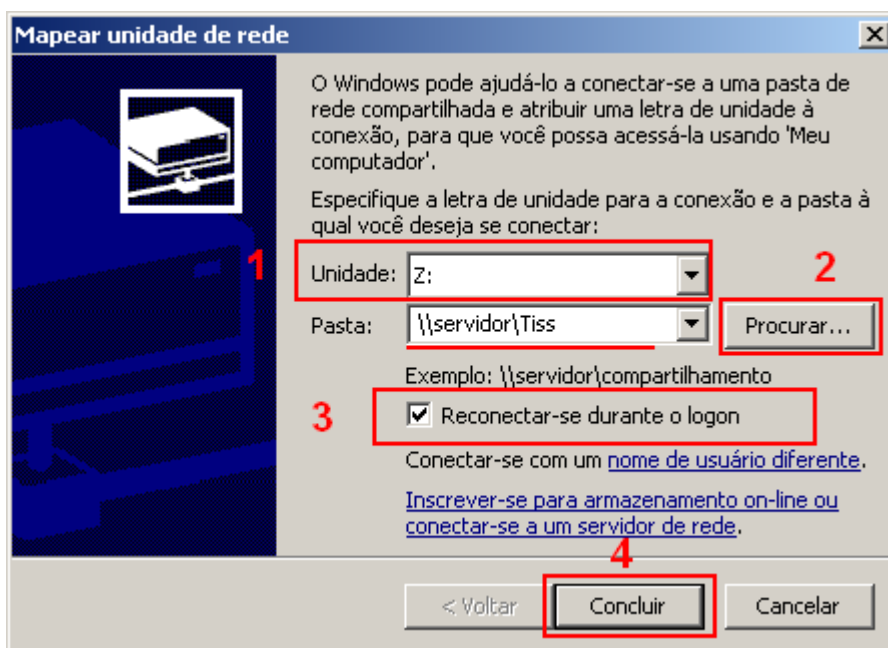 Mapear unidade de rede
O Windows pode ajudá-lo a conectar-se a uma pasta de
rede compartilhada e atribuir uma letra de unidade à
conexão, para que você possa acessá-la usando 'Meu
computador'.
Especifique a letra de unidade para a conexão e a pasta à
qual você deseja se conectar:
1 Unidade: Z: 2
Pasta: \\servidor\Tiss Procurar...
Exemplo: \\servidor\compartilhamento
3 Reconectar-se durante o logon
Conectar-se com um nome de usuário diferente.
Inscrever-se para armazenamento on-line ou
conectar-se a um servidor de rede.
4
< Voltar Concluir Cancelar